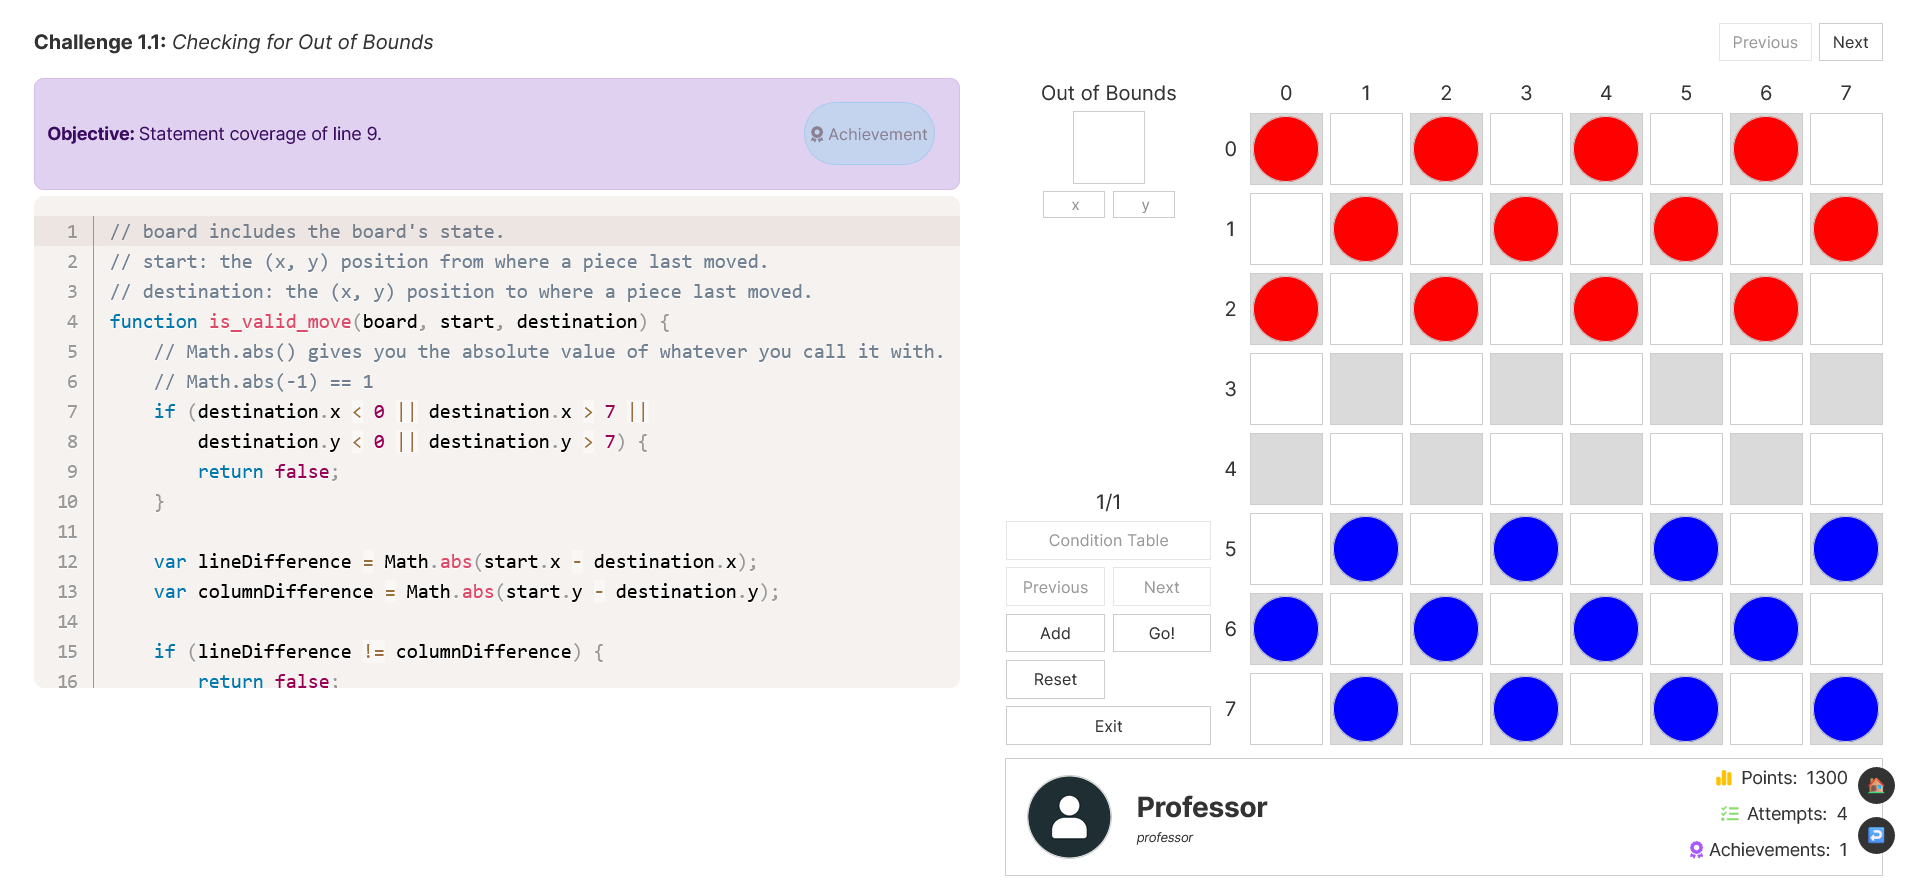 Challenge 1.1: Checking for Out of Bounds
Previous
Next
Objective: Statement coverage of line 9.
Achievement
1 // board includes the board's state.
2 // start: the (x, y) position from where a piece last moved.
3 // destination: the (x, y) position to where a piece last moved.
4 function is_valid_move(board, start, destination) {
5 // Math.abs() gives you the absolute value of whatever you call it with.
6 // Math.abs(-1) == 1
7 if (destination.x < 0 || destination.x > 7 ||
8 destination.y < 0 || destination.y > 7) {
9 return false;
10 }
11
12 var lineDifference = Math.abs(start.x - destination.x);
13 var columnDifference = Math.abs(start.y - destination.y);
14
15 if (lineDifference != columnDifference) {
16 return false;
Out of Bounds
x
y
1/1
Condition Table
Previous
Next
Add
Go!
Reset
Exit
0 1 2 3 4 5 6 7
0
1
2
3
4
5
6
7
Professor
professor
Points: 1300
Attempts: 4
Achievements: 1